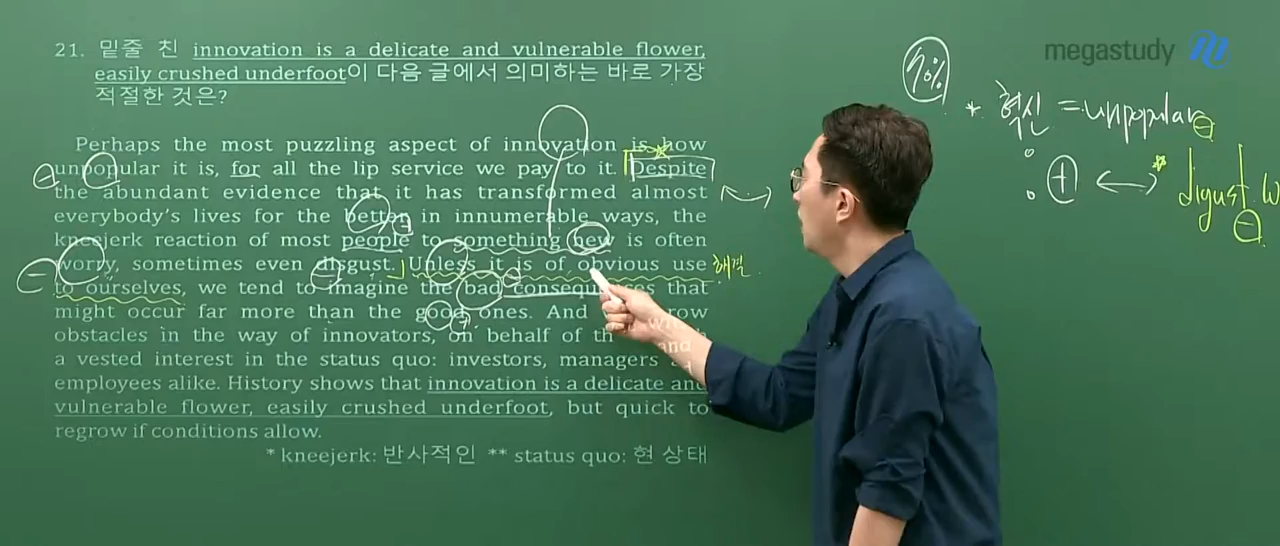 megastudy
21. 밑줄 친 innovation is a delicate and vulnerable flower,
easily crushed underfoot이 다음 글에서 의미하는 바로 가장
적절한 것은?
Perhaps the most puzzling aspect of innovation is how
unpopular it is, for all the lip service we pay to it. Despite
the abundant evidence that it has transformed almost
everybody's lives for the better in innumerable ways, the
kneejerk reaction of most people to something new is often
worry, sometimes even disgust. Unless it is of obvious use
to ourselves, we tend to imagine the bad consequences that
might occur far more than the good ones. And row
obstacles in the way of innovators, on behalf of th
a vested interest in the status quo: investors, managers and
employees alike. History shows that innovation is a delicate and
vulnerable flower, easily crushed underfoot, but quick to
regrow if conditions allow.
* kneejerk: 반사적인 ** status quo: 현 상태
해결
* 혁신 = unpopular
⊕ ↔ * digust. w
⊖